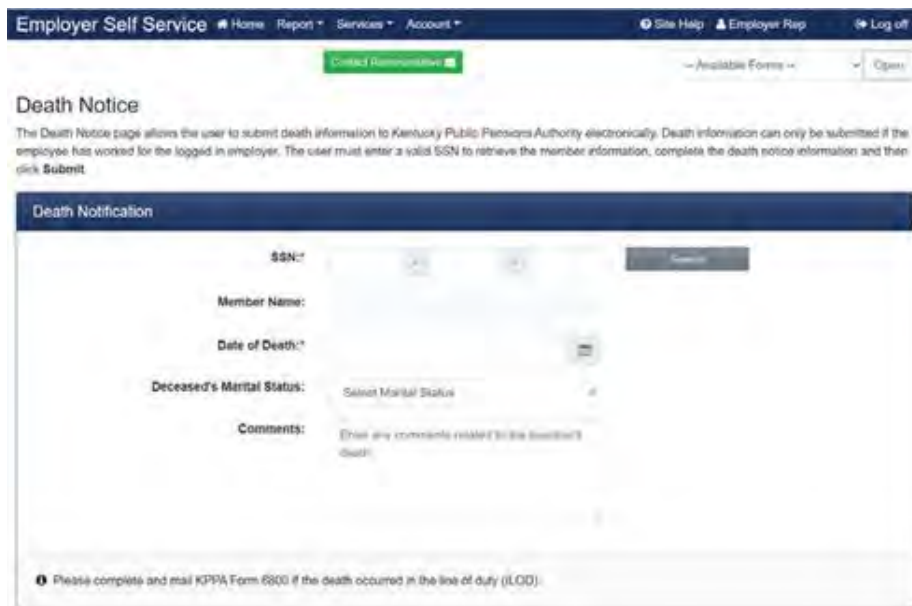 Employer Self Service Home Report Services Account Site Help Employer Rep Log off
Contact Representative -- Available Forms -- Open
Death Notice
The Death Notice page allows the user to submit death information to Kentucky Public Pensions Authority electronically. Death information can only be submitted if the
employee has worked for the logged in employer. The user must enter a valid SSN to retrieve the member information, complete the death notice information and then
click Submit.
Death Notification
SSN:* - - Search
Member Name:
Date of Death:*
Deceased's Marital Status: Select Marital Status
Comments: Enter any comments related to the member's
death
Please complete and mail KPPA Form 6800 if the death occurred in the line of duty (ILOD).